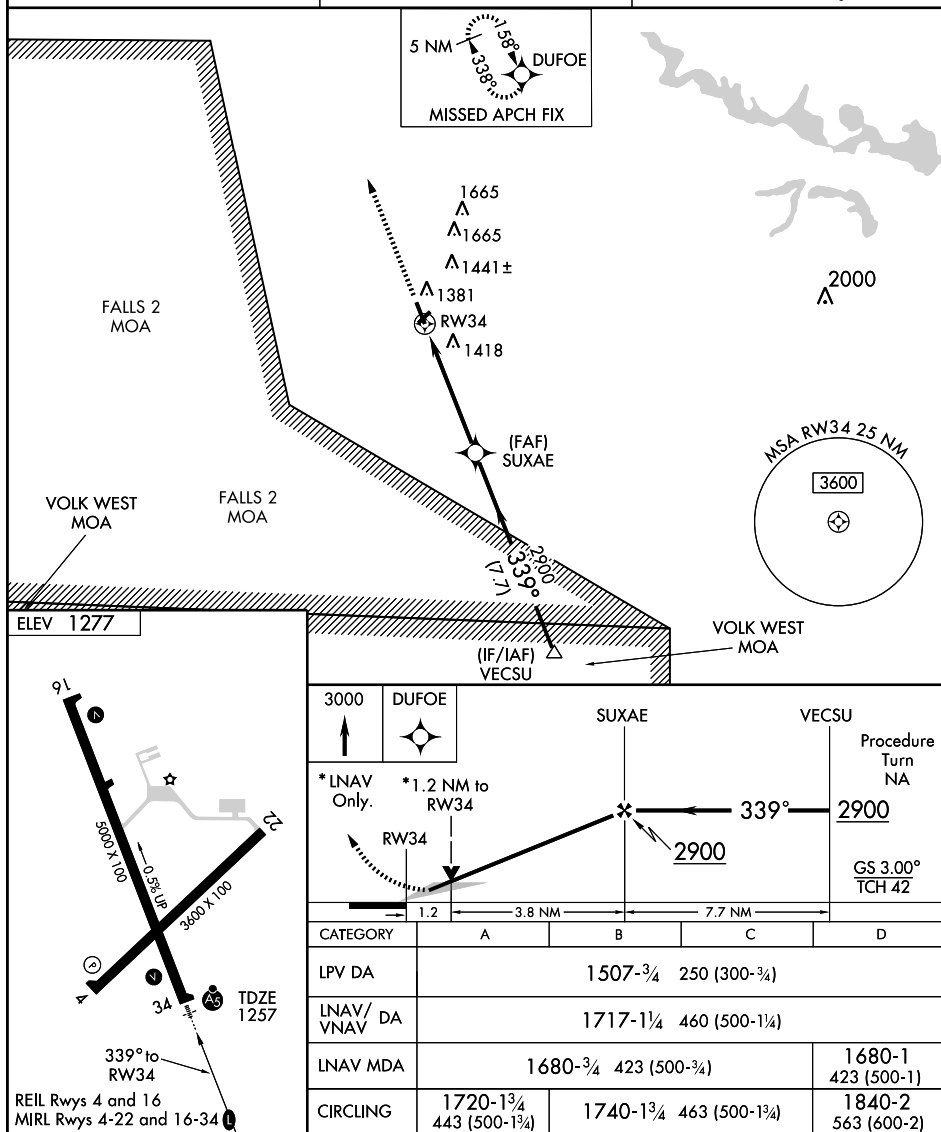 158°
5 NM
DUFOE
338°
MISSED APCH FIX
1665
1665
1441±
2000
1381
FALLS 2
MOA
RW34
1418
MSA RW34 25 NM
3600
(FAF)
SUXAE
VOLK WEST
MOA
FALLS 2
MOA
2900
339°
(7.7)
(IF/IAF)
VECSU
VOLK WEST
MOA
ELEV 1277
16
22
5000 X 100
0.5% UP
3600 X 100
P
4
34
A5
TDZE
1257
339° to
RW34
REIL Rwys 4 and 16
MIRL Rwys 4-22 and 16-34 L
3000
DUFOE
SUXAE
VECSU
Procedure
Turn
NA
*LNAV
Only.
*1.2 NM to
RW34
RW34
339°
2900
2900
GS 3.00°
TCH 42
1.2
3.8 NM
7.7 NM
CATEGORY A B C D
LPV DA 1507-¾ 250 (300-¾)
LNAV/
VNAV DA 1717-1¼ 460 (500-1¼)
LNAV MDA 1680-¾ 423 (500-¾) 1680-1
423 (500-1)
CIRCLING 1720-1¾ 1740-1¾ 463 (500-1¾) 1840-2
443 (500-1¾) 563 (600-2)